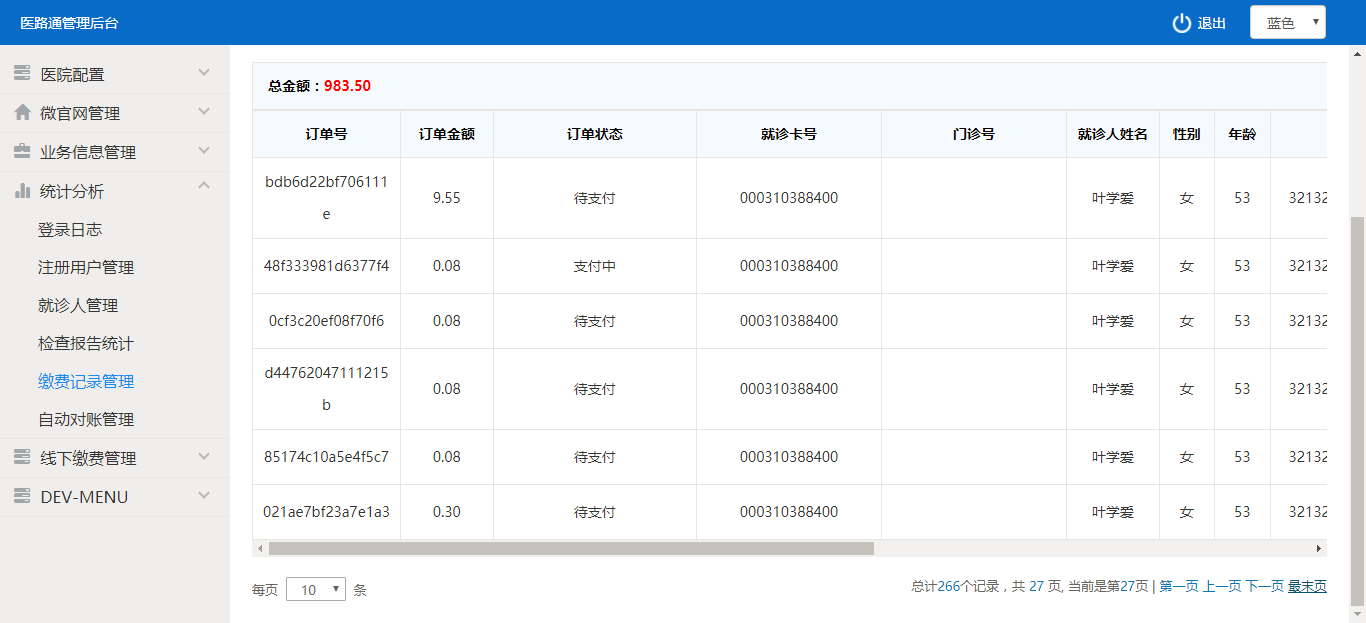 医路通管理后台
退出
蓝色
医院配置
微官网管理
业务信息管理
统计分析
登录日志
注册用户管理
就诊人管理
检查报告统计
缴费记录管理
自动对账管理
线下缴费管理
DEV-MENU
总金额：983.50
订单号 订单金额 订单状态 就诊卡号 门诊号 就诊人姓名 性别 年龄
bdb6d22bf706111
e
9.55 待支付 000310388400 叶学爱 女 53 32132
48f333981d6377f4 0.08 支付中 000310388400 叶学爱 女 53 32132
0cf3c20ef08f70f6 0.08 待支付 000310388400 叶学爱 女 53 32132
d44762047111215
b
0.08 待支付 000310388400 叶学爱 女 53 32132
85174c10a5e4f5c7 0.08 待支付 000310388400 叶学爱 女 53 32132
021ae7bf23a7e1a3 0.30 待支付 000310388400 叶学爱 女 53 32132
每页 10 条
总计266个记录，共 27 页, 当前是第27页 | 第一页 上一页 下一页 最末页